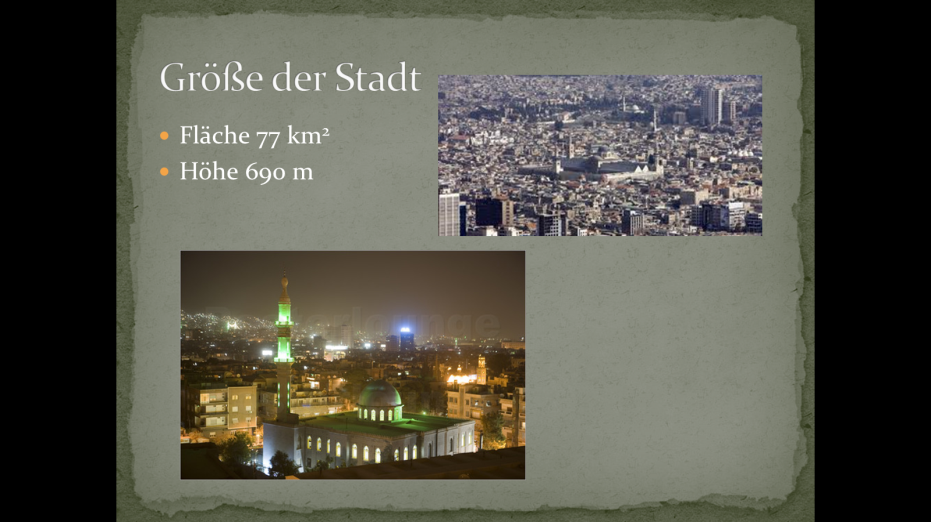 Größe der Stadt
Fläche 77 km²
Höhe 690 m